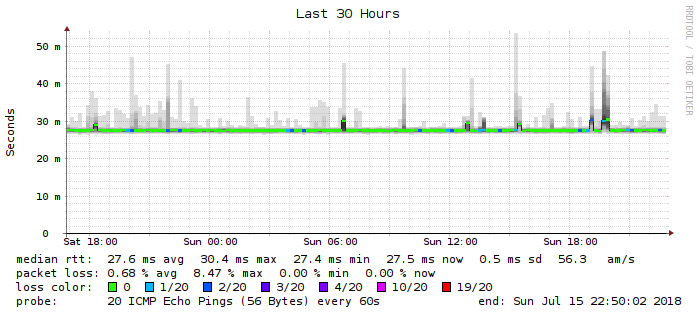 Last 30 Hours
RRDTOOL / TOBI OETIKER
Seconds
50 m
40 m
30 m
20 m
10 m
0
Sat 18:00 Sun 00:00 Sun 06:00 Sun 12:00 Sun 18:00
median rtt: 27.6 ms avg 30.4 ms max 27.4 ms min 27.5 ms now 0.5 ms sd 56.3 am/s
packet loss: 0.68 % avg 8.47 % max 0.00 % min 0.00 % now
loss color: 0 1/20 2/20 3/20 4/20 10/20 19/20
probe: 20 ICMP Echo Pings (56 Bytes) every 60s end: Sun Jul 15 22:50:02 2018